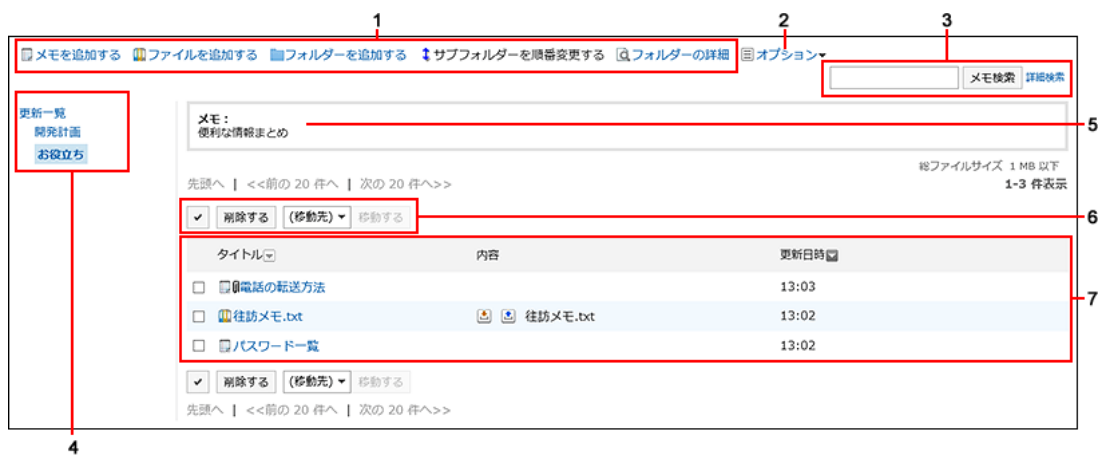 1
2
3
メモを追加する ファイルを追加する フォルダーを追加する サブフォルダーを順番変更する フォルダーの詳細 オプション
メモ検索 詳細検索
更新一覧
開発計画
お役立ち
4
メモ：
便利な情報まとめ
5
総ファイルサイズ 1 MB 以下
先頭へ | <<前の 20 件へ | 次の 20 件へ>>
1-3 件表示
削除する (移動先) 移動する
6
タイトル 内容 更新日時
電話の転送方法 13:03
7
往訪メモ.txt 往訪メモ.txt 13:02
パスワード一覧 13:02
削除する (移動先) 移動する
先頭へ | <<前の 20 件へ | 次の 20 件へ>>